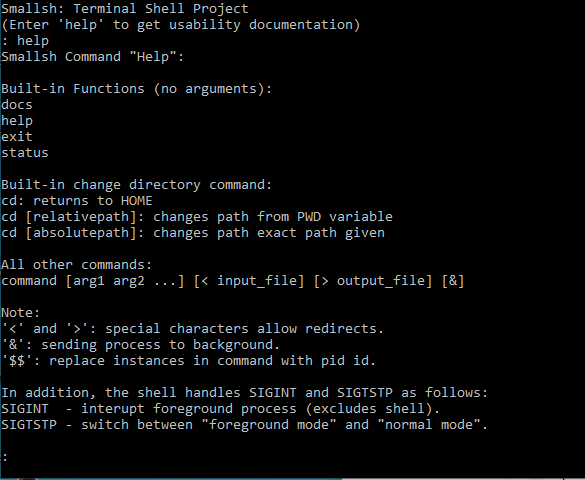 Smallsh: Terminal Shell Project
(Enter 'help' to get usability documentation)
: help
Smallsh Command "Help":
Built-in Functions (no arguments):
docs
help
exit
status
Built-in change directory command:
cd: returns to HOME
cd [relativepath]: changes path from PWD variable
cd [absolutepath]: changes path exact path given
All other commands:
command [arg1 arg2 ...] [< input_file] [> output_file] [&]
Note:
'<' and '>': special characters allow redirects.
'&': sending process to background.
'$$': replace instances in command with pid id.
In addition, the shell handles SIGINT and SIGTSTP as follows:
SIGINT  - interupt foreground process (excludes shell).
SIGTSTP - switch between "foreground mode" and "normal mode".
: